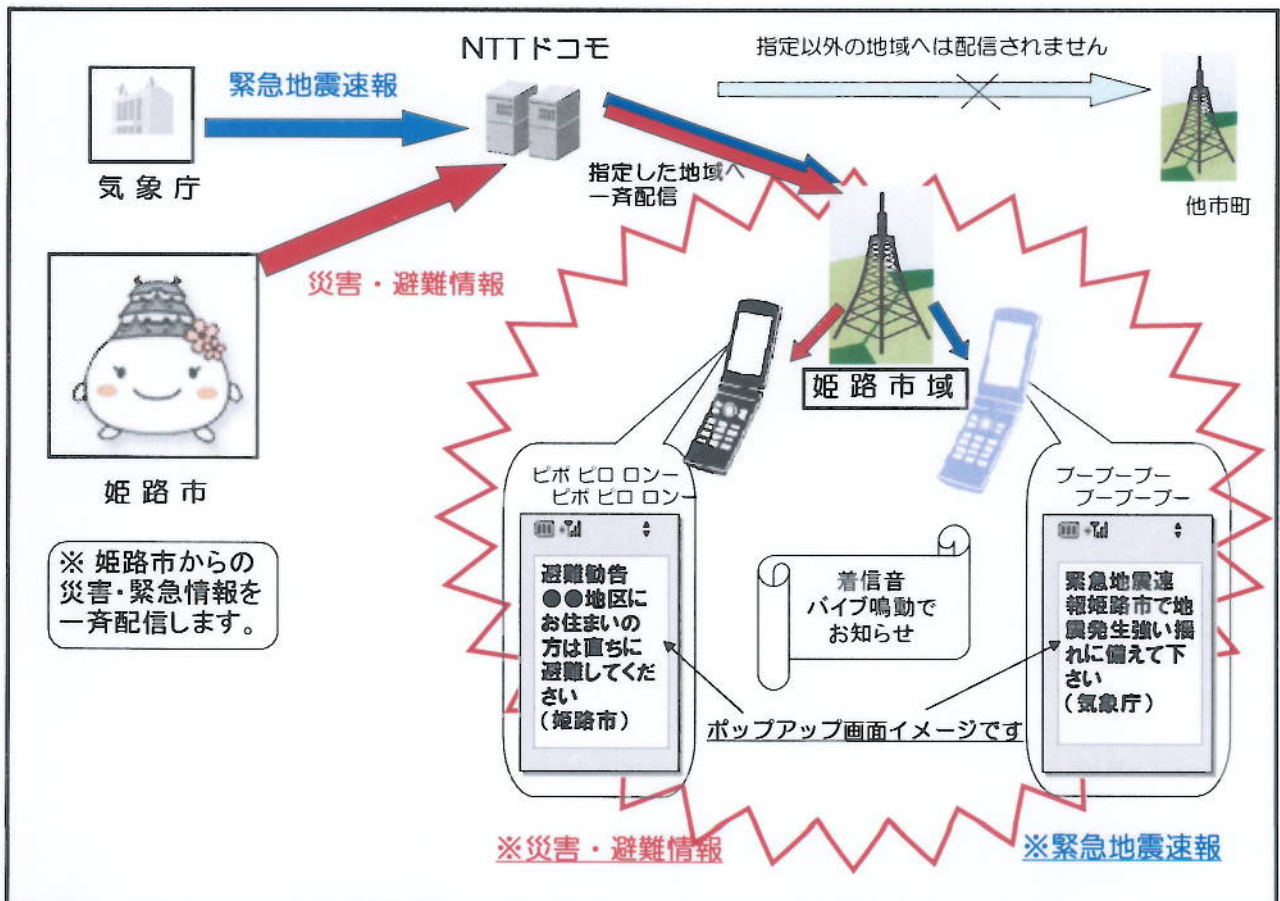 NTTドコモ
指定以外の地域へは配信されません
緊急地震速報
気象庁
指定した地域へ
一斉配信
他市町
災害・避難情報
姫路市域
姫路市
※ 姫路市からの
災害・緊急情報を
一斉配信します。
ピポ ピロ ロンー
ピポ ピロ ロンー
避難勧告
●●地区に
お住まいの
方は直ちに
避難してくだ
さい
(姫路市)
着信音
バイブ鳴動で
お知らせ
ブーブーブー
ブーブーブー
緊急地震速
報姫路市で地
震発生強い揺
れに備えて下
さい
(気象庁)
ポップアップ画面イメージです
※災害・避難情報
※緊急地震速報